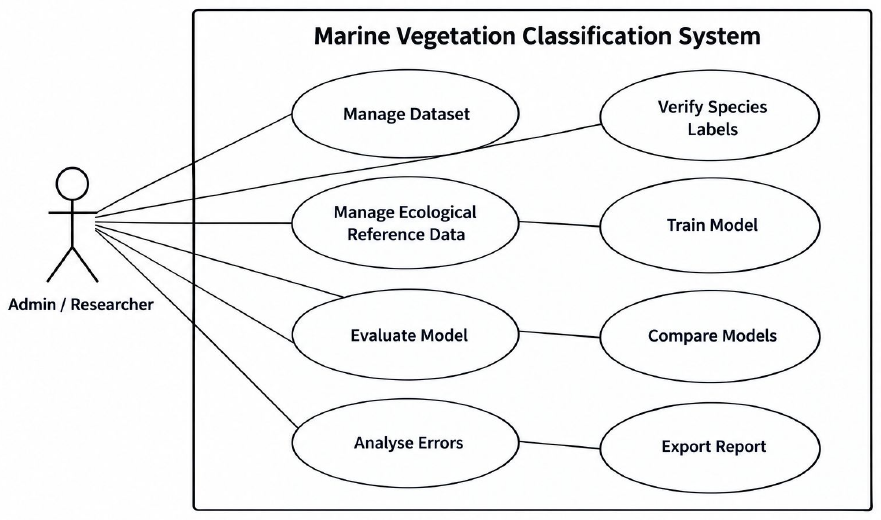 Marine Vegetation Classification System
Manage Dataset
Verify Species
Labels
Manage Ecological
Reference Data
Train Model
Admin / Researcher
Evaluate Model
Compare Models
Analyse Errors
Export Report